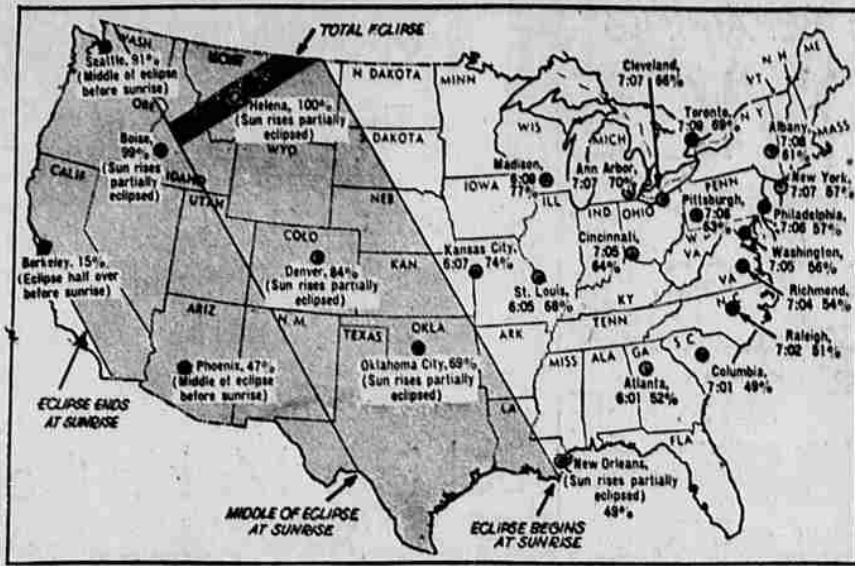 TOTAL ECLIPSE
WASH
Seattle, 91%
(Middle of eclipse
before sunrise)
ORE
MONT
Helena, 100%
(Sun rises partially
eclipsed)
N DAKOTA
MINN
S DAKOTA
WYO
Boise,
99%
(Sun
rises
partially
eclipsed)
IDAHO
CALIF
UTAH
NEB
IOWA
WIS
MICH
Cleveland,
7:07 66%
Toronto,
7:09 69%
N H
VT
ME
N Y
MASS
Albany,
7:08
61%
New York,
7:07 57%
Madison,
6:09
77%
Ann Arbor,
7:07 70%
ILL
IND
OHIO
PENN
Pittsburgh,
7:06
63%
Philadelphia,
7:06 57%
Washington,
7:05 56%
Berkeley, 15%
(Eclipse half over
before sunrise)
COLO
Denver, 84%
(Sun rises partially
eclipsed)
KAN.
Kansas City,
6:07 74%
St. Louis,
6:05 68%
Cincinnati,
7:05
64%
W
VA
VA
Richmond,
7:04 54%
KY
N C
Raleigh,
7:02 51%
TENN
ARIZ
N. M.
Phoenix, 47%
(Middle of eclipse
before sunrise)
TEXAS
OKLA
Oklahoma City, 69%
(Sun rises partially
eclipsed)
ARK
MISS
ALA
GA
S C
Atlanta,
6:01 52%
Columbia,
7:01 49%
LA
FLA
New Orleans,
(Sun rises partially
eclipsed)
49%
ECLIPSE ENDS
AT SUNRISE
MIDDLE OF ECLIPSE
AT SUNRISE
ECLIPSE BEGINS
AT SUNRISE